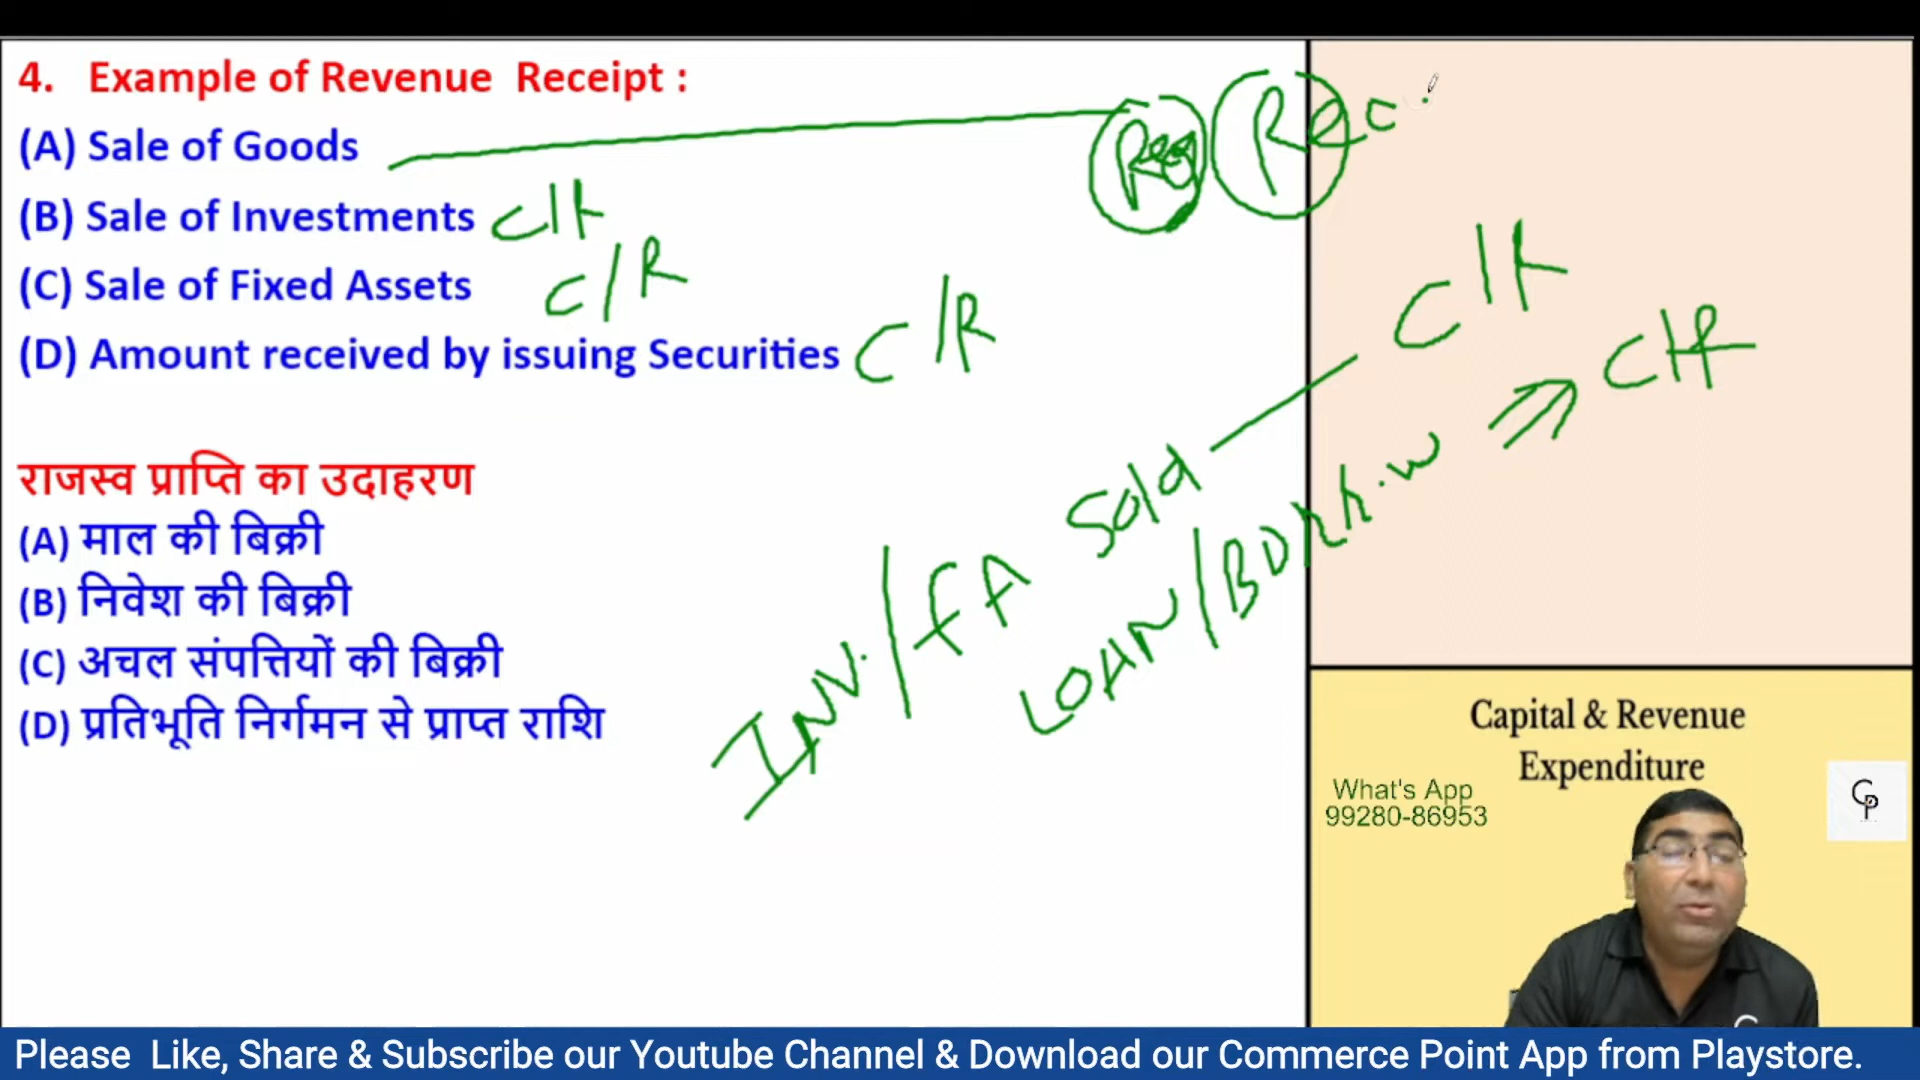 4. Example of Revenue Receipt :
(A) Sale of Goods
(B) Sale of Investments C/R
(C) Sale of Fixed Assets C/R
(D) Amount received by issuing Securities C/R
राजस्व प्राप्ति का उदाहरण
(A) माल की बिक्री
(B) निवेश की बिक्री
(C) अचल संपत्तियों की बिक्री
(D) प्रतिभूति निर्गमन से प्राप्त राशि
Rec.
INV./FA Sold C/R
LOAN/BORR.W C/R
Capital & Revenue
Expenditure
What's App
99280-86953
CP
Please Like, Share & Subscribe our Youtube Channel & Download our Commerce Point App from Playstore.